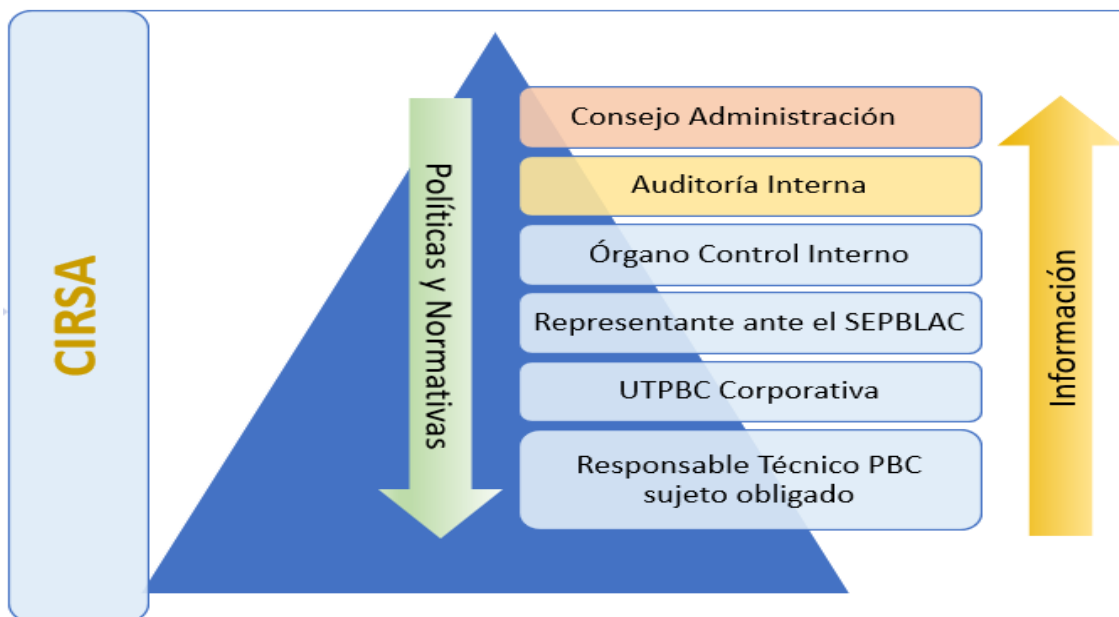 CIRSA
Políticas y Normativas
Consejo Administración
Auditoría Interna
Órgano Control Interno
Representante ante el SEPBLAC
UTPBC Corporativa
Responsable Técnico PBC
sujeto obligado
Información